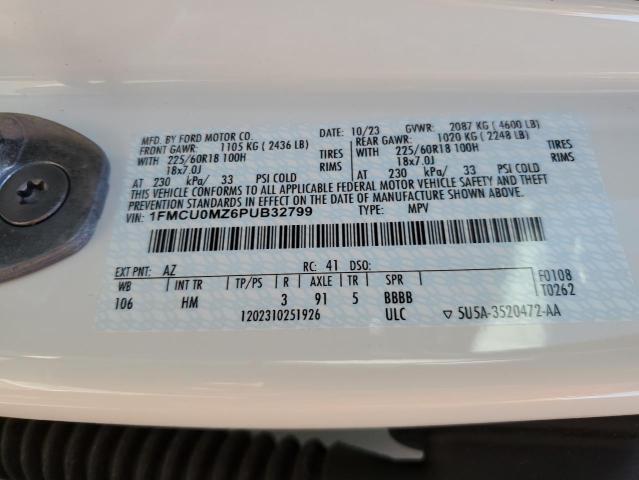 MFD. BY FORD MOTOR CO.
DATE: 10/23 GVWR: 2087 KG ( 4600 LB)
FRONT GAWR: 1105 KG ( 2436 LB) REAR GAWR: 1020 KG ( 2248 LB)
WITH 225/60R18 100H TIRES WITH 225/60R18 100H TIRES
18x7.0J RIMS 18x7.0J RIMS
AT 230 kPa/ 33 PSI COLD AT 230 kPa/ 33 PSI COLD
THIS VEHICLE CONFORMS TO ALL APPLICABLE FEDERAL MOTOR VEHICLE SAFETY AND THEFT
PREVENTION STANDARDS IN EFFECT ON THE DATE OF MANUFACTURE SHOWN ABOVE.
VIN: 1FMCU0MZ6PUB32799 TYPE: MPV
EXT PNT: AZ RC: 41 DSO:
WB INT TR TP/PS R AXLE TR SPR
106 HM 3 91 5 BBBB
F0108
T0262
1202310251926 ULC ▽ 5U5A-3520472-AA